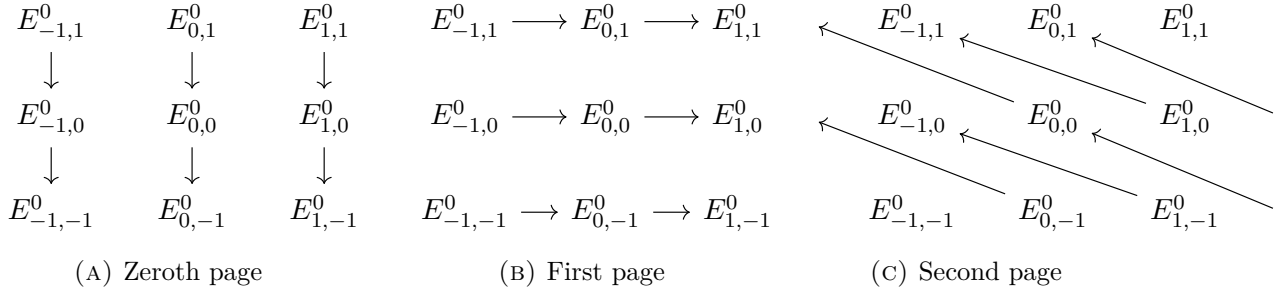 $E^0_{-1,1}$ $E^0_{0,1}$ $E^0_{1,1}$ $E^0_{-1,1}$ $E^0_{0,1}$ $E^0_{1,1}$ $E^0_{-1,1}$ $E^0_{0,1}$ $E^0_{1,1}$
$E^0_{-1,0}$ $E^0_{0,0}$ $E^0_{1,0}$ $E^0_{-1,0}$ $E^0_{0,0}$ $E^0_{1,0}$ $E^0_{-1,0}$ $E^0_{0,0}$ $E^0_{1,0}$
$E^0_{-1,-1}$ $E^0_{0,-1}$ $E^0_{1,-1}$ $E^0_{-1,-1}$ $E^0_{0,-1}$ $E^0_{1,-1}$ $E^0_{-1,-1}$ $E^0_{0,-1}$ $E^0_{1,-1}$
(A) Zeroth page (B) First page (C) Second page